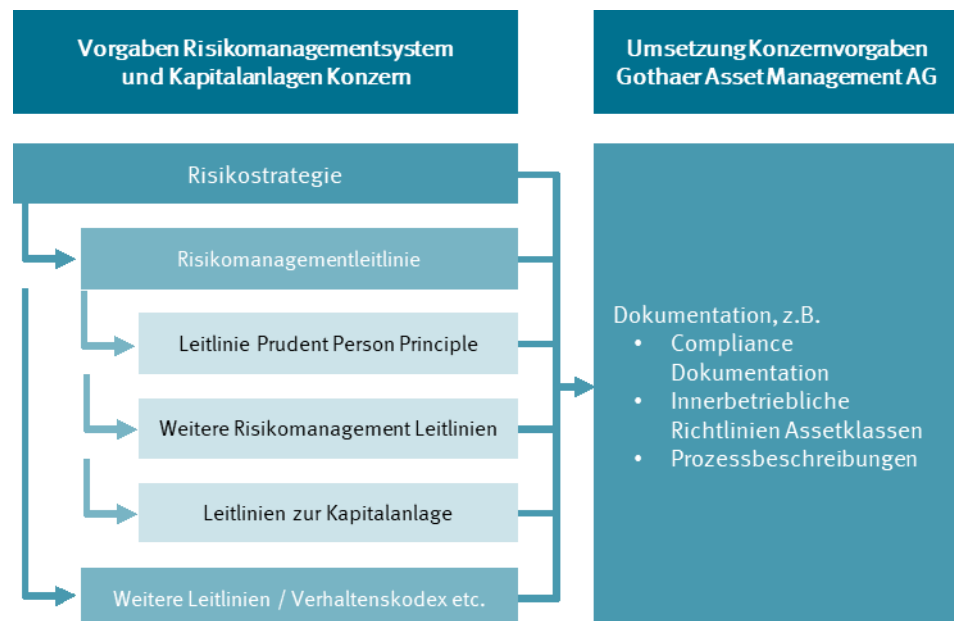 Vorgaben Risikomanagementsystem
und Kapitalanlagen Konzern
Umsetzung Konzernvorgaben
Gothaer Asset Management AG
Risikostrategie
Risikomanagementleitlinie
Leitlinie Prudent Person Principle
Weitere Risikomanagement Leitlinien
Leitlinien zur Kapitalanlage
Weitere Leitlinien / Verhaltenskodex etc.
Dokumentation, z.B.
• Compliance
Dokumentation
• Innerbetriebliche
Richtlinien Assetklassen
• Prozessbeschreibungen